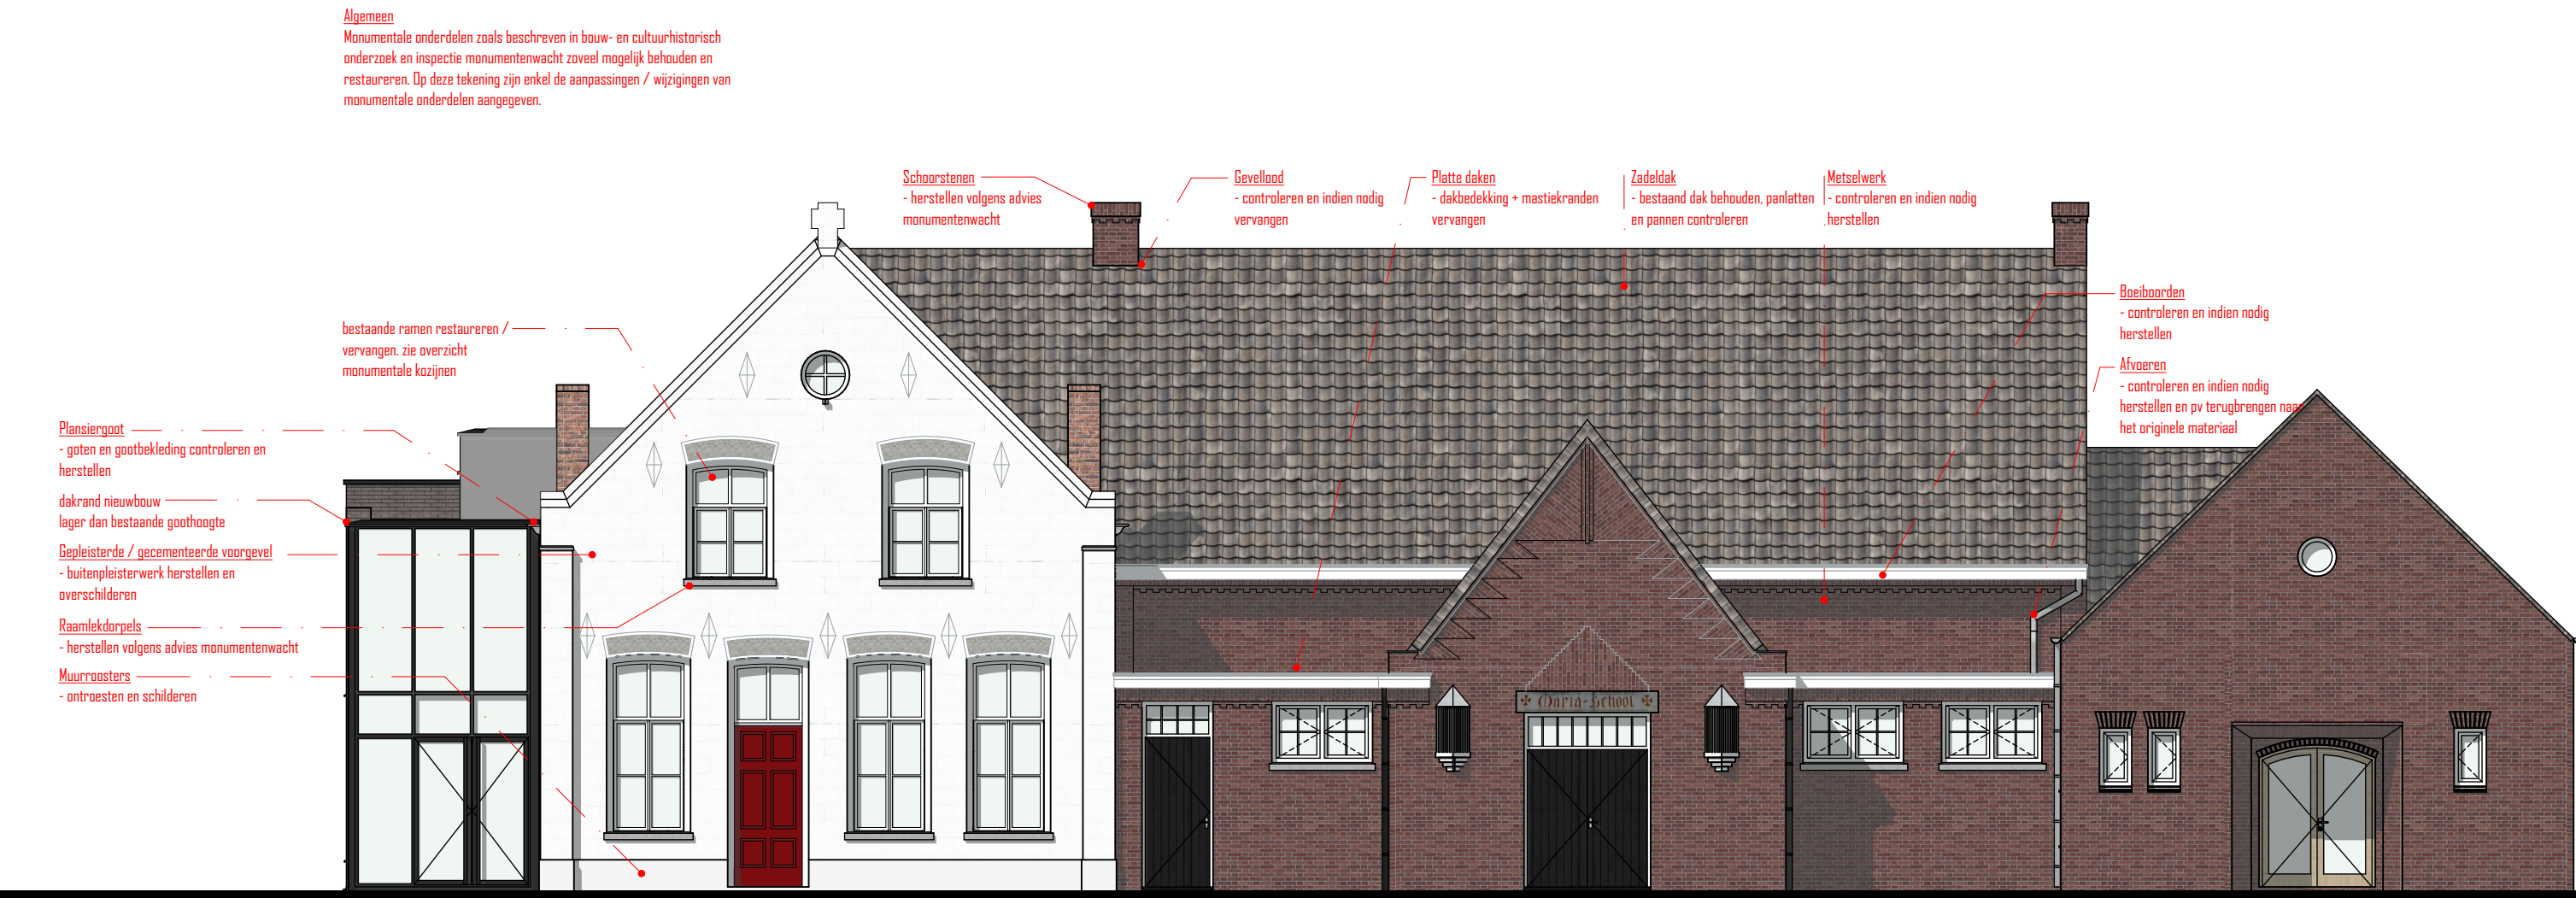 Algemeen
Monumentale onderdelen zoals beschreven in bouw- en cultuurhistorisch
onderzoek en inspectie monumentenwacht zoveel mogelijk behouden en
restaureren. Op deze tekening zijn enkel de aanpassingen / wijzigingen van
monumentale onderdelen aangegeven.
Schoorstenen
- herstellen volgens advies
monumentenwacht
Gevellood
- controleren en indien nodig
vervangen
Platte daken
- dakbedekking + mastiekranden
vervangen
Zadeldak
- bestaand dak behouden, panlatten
en pannen controleren
Metselwerk
- controleren en indien nodig
herstellen
Boeiboorden
- controleren en indien nodig
herstellen
Afvoeren
- controleren en indien nodig
herstellen en pv terugbrengen naar
het originele materiaal
bestaande ramen restaureren /
vervangen. zie overzicht
monumentale kozijnen
Plansiergoot
- goten en gootbekleding controleren en
herstellen
dakrand nieuwbouw
lager dan bestaande goothoogte
Gepleisterde / gecementeerde voorgevel
- buitenpleisterwerk herstellen en
overschilderen
Raamlekdorpels
- herstellen volgens advies monumentenwacht
Muurroosters
- ontroesten en schilderen
Maria-School